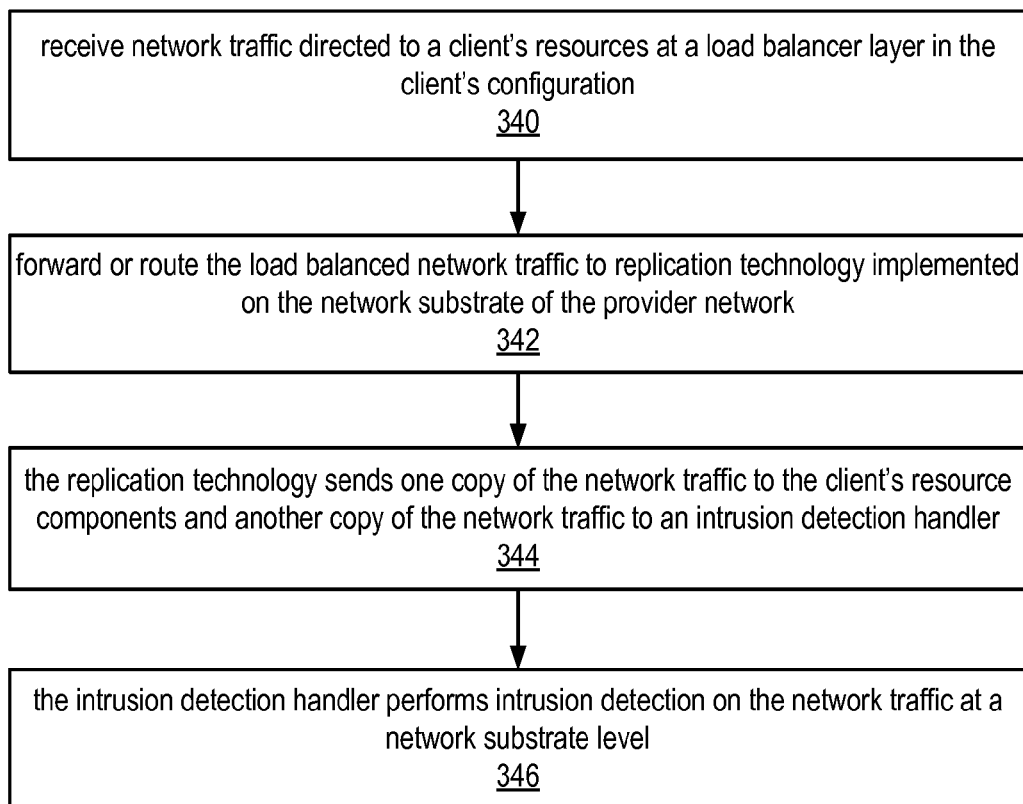 receive network traffic directed to a client's resources at a load balancer layer in the
client's configuration
340
forward or route the load balanced network traffic to replication technology implemented
on the network substrate of the provider network
342
the replication technology sends one copy of the network traffic to the client's resource
components and another copy of the network traffic to an intrusion detection handler
344
the intrusion detection handler performs intrusion detection on the network traffic at a
network substrate level
346